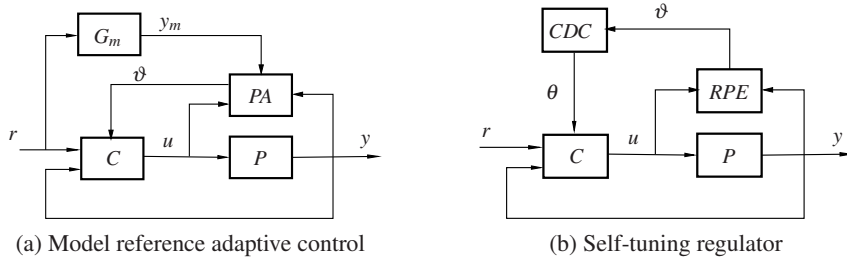 G_m
y_m
ϑ
PA
r
C
u
P
y
(a) Model reference adaptive control
CDC
ϑ
θ
RPE
r
C
u
P
y
(b) Self-tuning regulator